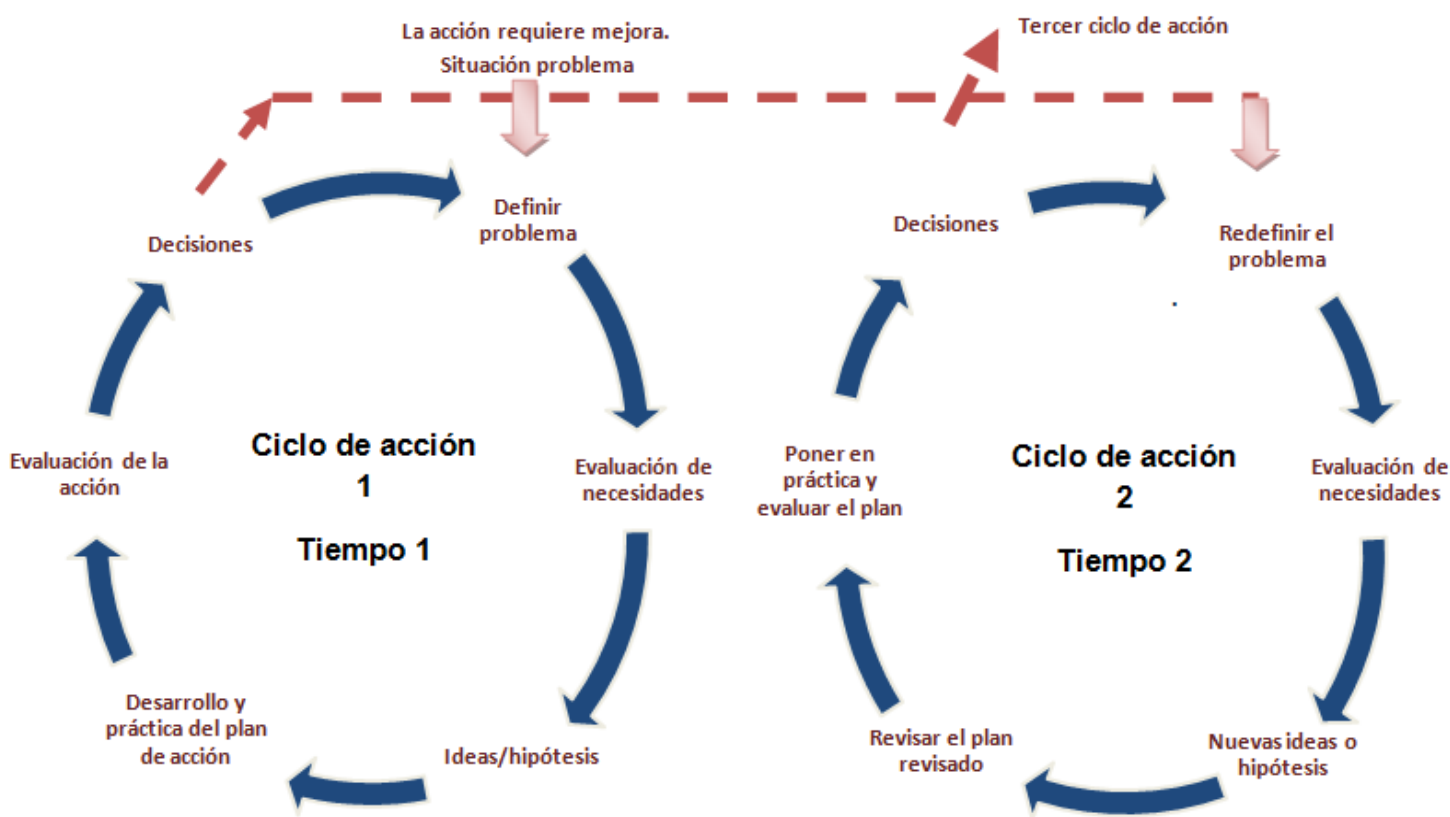 La acción requiere mejora.
Situación problema
Tercer ciclo de acción
Decisiones
Definir
problema
Evaluación de
necesidades
Ideas/hipótesis
Desarrollo y
práctica del plan
de acción
Evaluación de la
acción
Ciclo de acción
1
Tiempo 1
Decisiones
Redefinir el
problema
Evaluación de
necesidades
Nuevas ideas o
hipótesis
Revisar el plan
revisado
Poner en
práctica y
evaluar el plan
Ciclo de acción
2
Tiempo 2